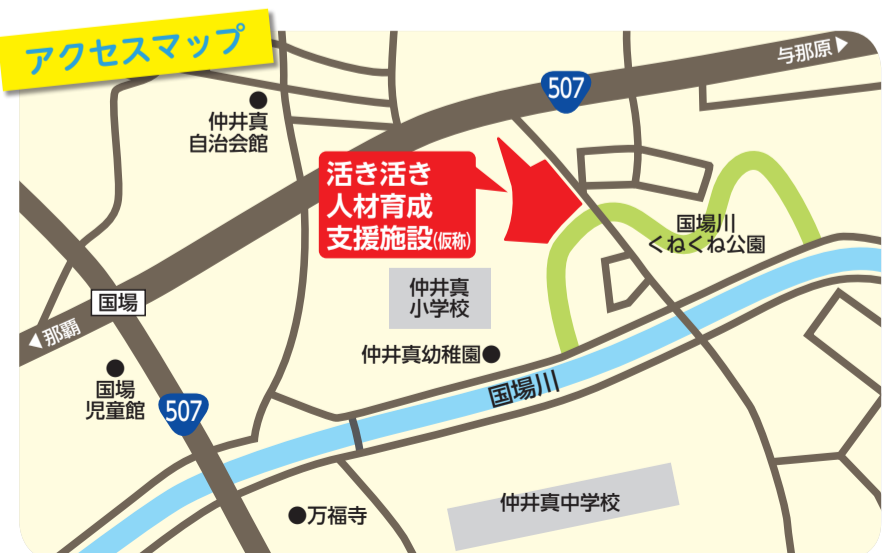 アクセスマップ
与那原▶
507
仲井真
自治会館
活き活き
人材育成
支援施設(仮称)
国場川
くねくね公園
仲井真
小学校
国場
◀那覇
仲井真幼稚園
国場
児童館
507
国場川
万福寺
仲井真中学校